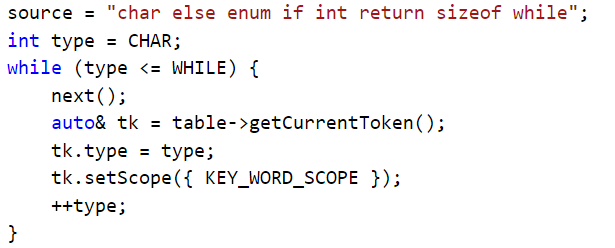 source = "char else enum if int return sizeof while";
int type = CHAR;
while (type <= WHILE) {
    next();
    auto& tk = table->getCurrentToken();
    tk.type = type;
    tk.setScope({ KEY_WORD_SCOPE });
    ++type;
}